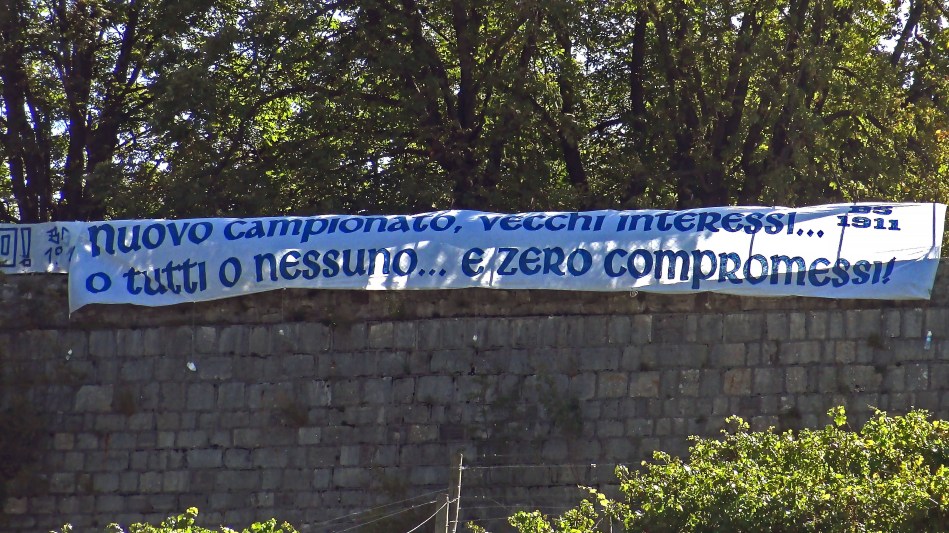 NUOVO CAMPIONATO, VECCHI INTERESSI...
O TUTTI O NESSUNO... E ZERO COMPROMESSI!
BS
1911
O!